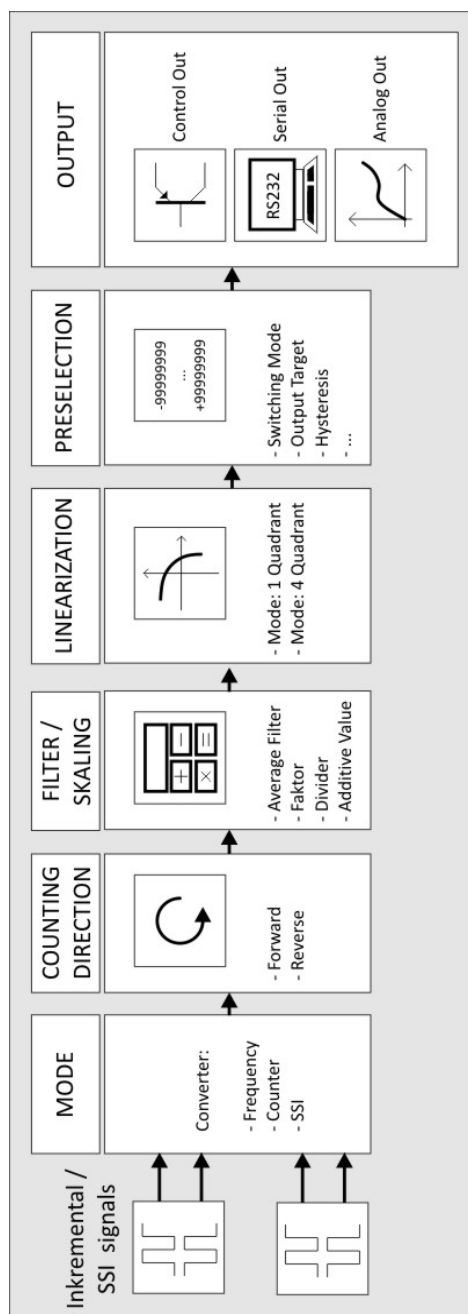 Inkremental /
SSI signals
MODE
Converter:
- Frequency
- Counter
- SSI
COUNTING
DIRECTION
- Forward
- Reverse
FILTER /
SKALING
+ −
× =
- Average Filter
- Faktor
- Divider
- Additive Value
LINEARIZATION
- Mode: 1 Quadrant
- Mode: 4 Quadrant
PRESELECTION
-99999999
...
+99999999
- Switching Mode
- Output Target
- Hysteresis
- ...
OUTPUT
Control Out
RS232
Serial Out
Analog Out